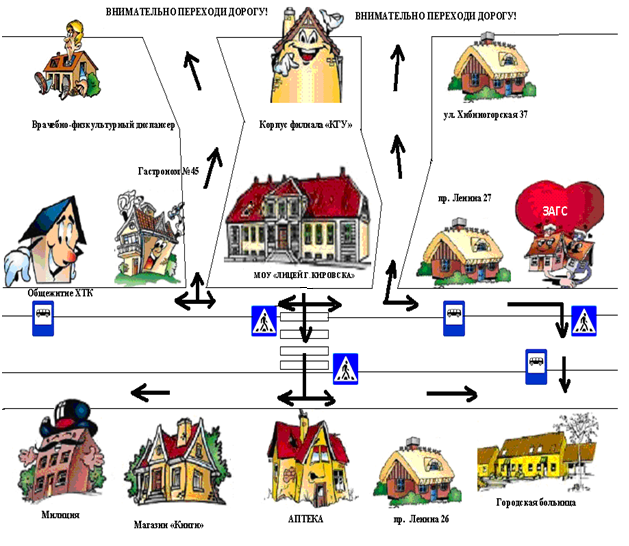 ВНИМАТЕЛЬНО ПЕРЕХОДИ ДОРОГУ!
ВНИМАТЕЛЬНО ПЕРЕХОДИ ДОРОГУ!
Врачебно-физкультурный диспансер
Корпус филиала «КГУ»
ул. Хибиногорская 37
Гастроном №45
пр. Ленина 27
ЗАГС
Общежитие ХТК
МОУ «ЛИЦЕЙ Г. КИРОВСКА»
Милиция
Магазин «Книги»
АПТЕКА
пр. Ленина 26
Городская больница